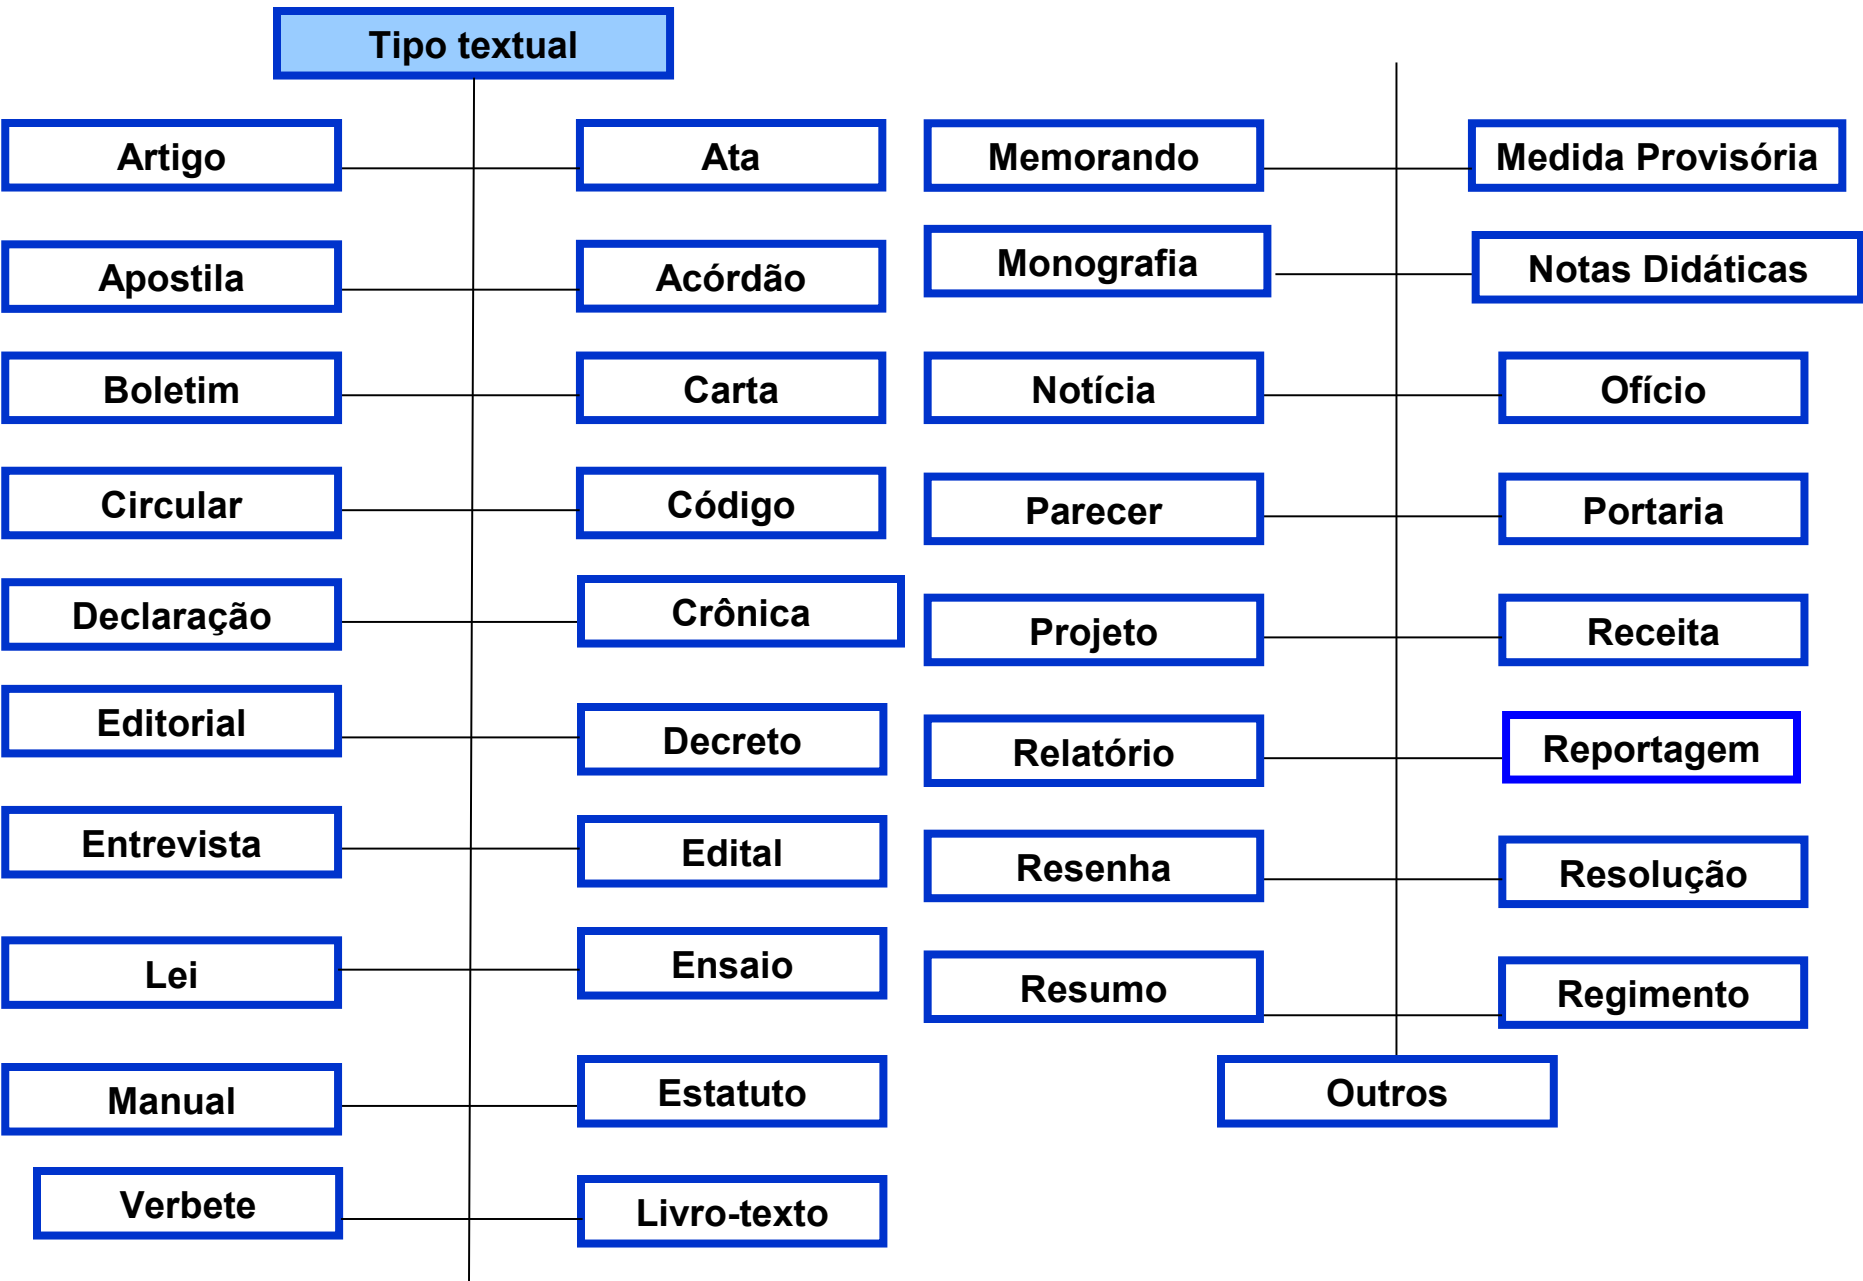 Tipo textual
Artigo
Ata
Apostila
Acórdão
Boletim
Carta
Circular
Código
Declaração
Crônica
Editorial
Decreto
Entrevista
Edital
Lei
Ensaio
Manual
Estatuto
Verbete
Livro-texto
Memorando
Medida Provisória
Monografia
Notas Didáticas
Notícia
Ofício
Parecer
Portaria
Projeto
Receita
Relatório
Reportagem
Resenha
Resolução
Resumo
Regimento
Outros